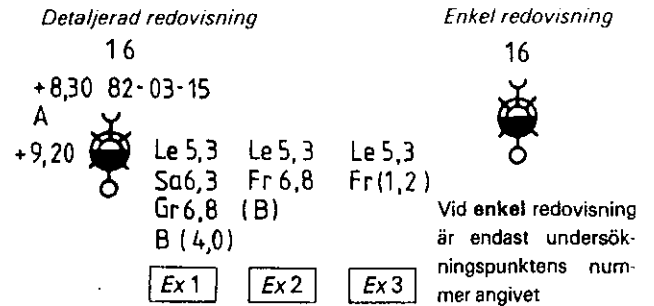 Detaljerad redovisning
16
+8,30 82-03-15
A
+9,20
Le 5,3
Sa 6,3
Gr 6,8
B (4,0)
Ex 1
Le 5,3
Fr 6,8
(B)
Ex 2
Le 5,3
Fr (1,2)
Ex 3
Enkel redovisning
16
Vid enkel redovisning
är endast undersök-
ningspunktens num-
mer angivet